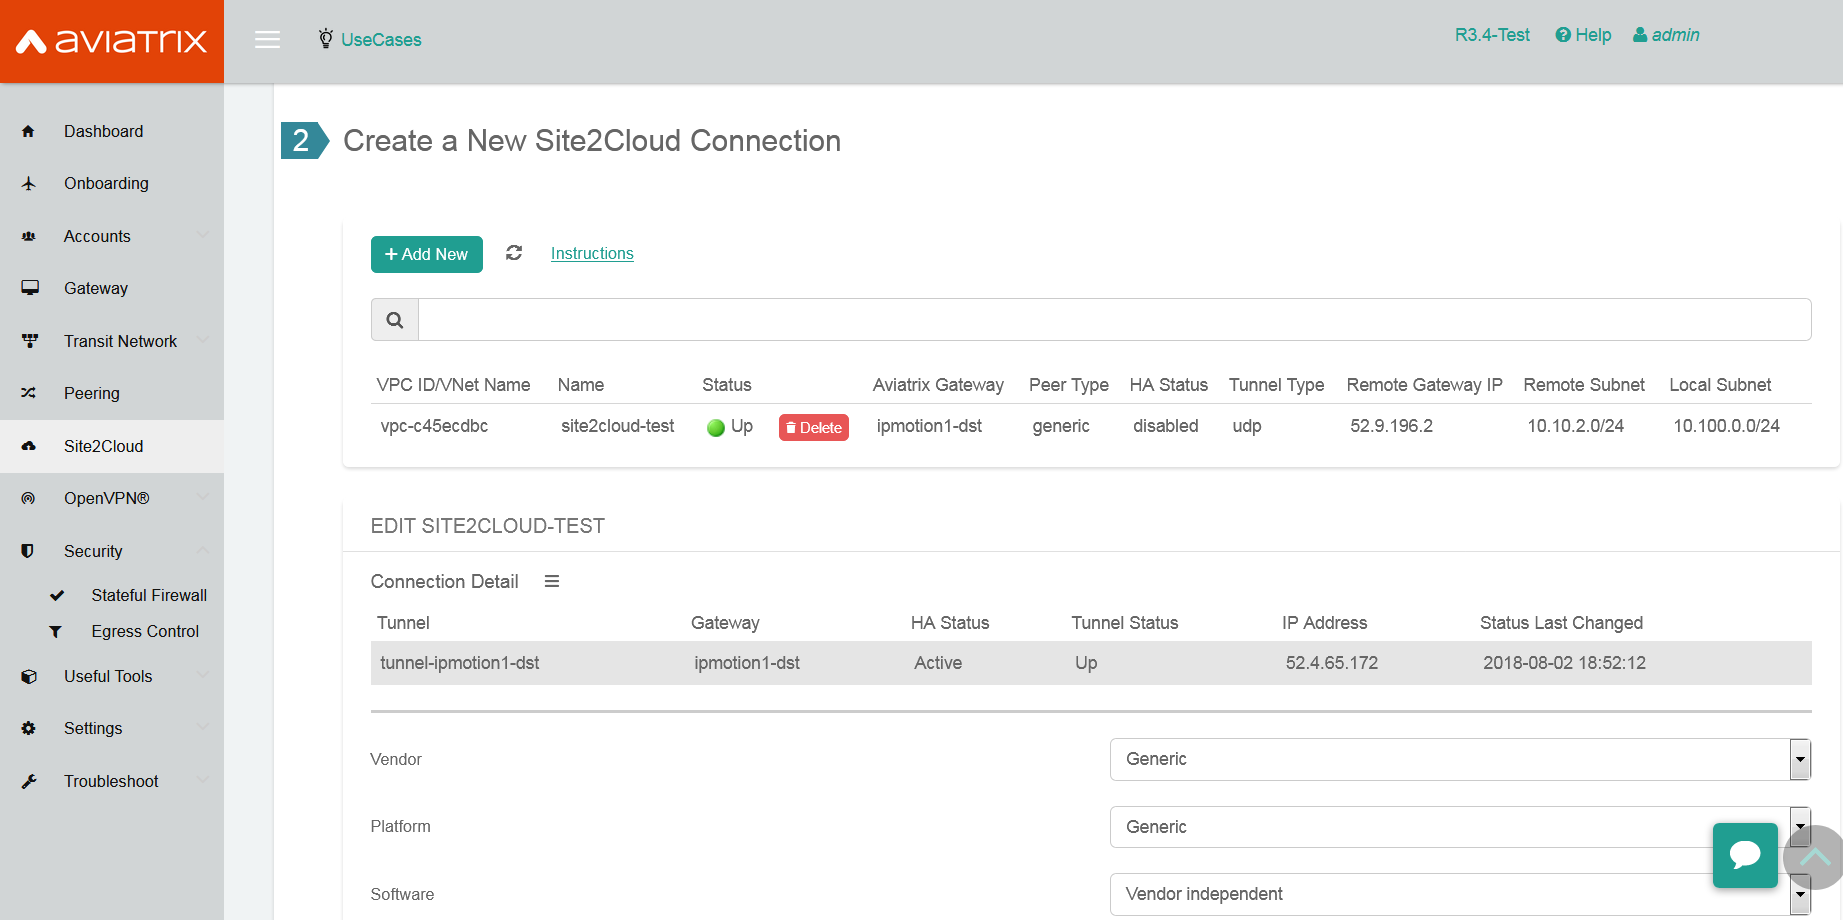 aviatrix
UseCases
R3.4-Test Help admin
Dashboard
Onboarding
Accounts
Gateway
Transit Network
Peering
Site2Cloud
OpenVPN®
Security
Stateful Firewall
Egress Control
Useful Tools
Settings
Troubleshoot
2 Create a New Site2Cloud Connection
+ Add New Instructions
VPC ID/VNet Name Name Status Aviatrix Gateway Peer Type HA Status Tunnel Type Remote Gateway IP Remote Subnet Local Subnet
vpc-c45ecdbc site2cloud-test Up Delete ipmotion1-dst generic disabled udp 52.9.196.2 10.10.2.0/24 10.100.0.0/24
EDIT SITE2CLOUD-TEST
Connection Detail
Tunnel Gateway HA Status Tunnel Status IP Address Status Last Changed
tunnel-ipmotion1-dst ipmotion1-dst Active Up 52.4.65.172 2018-08-02 18:52:12
Vendor Generic
Platform Generic
Software Vendor independent